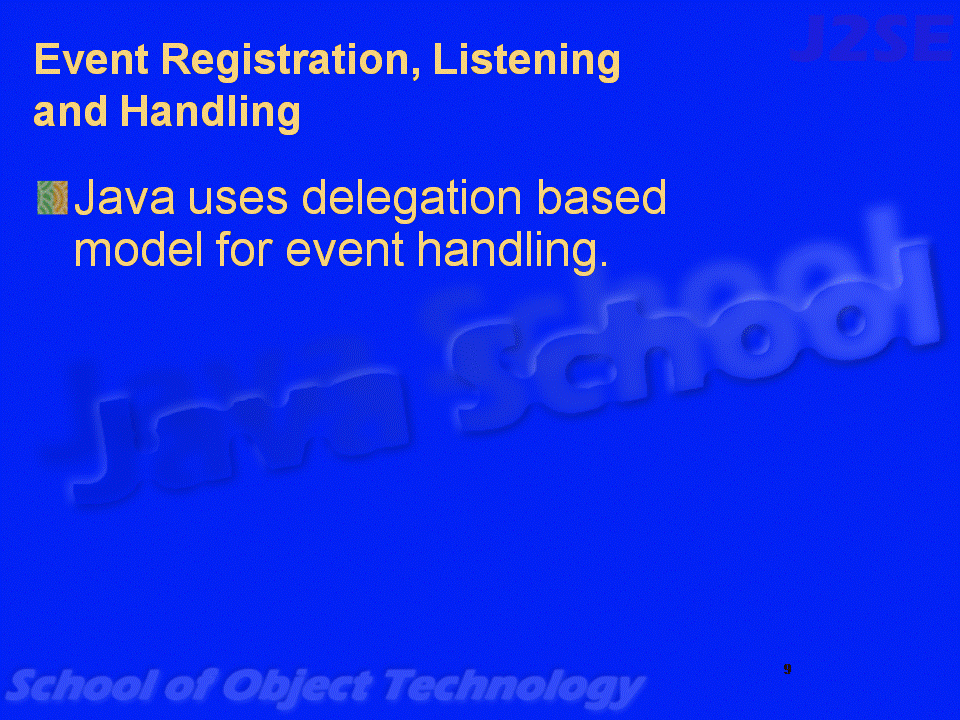 J2SE
Event Registration, Listening
and Handling
Java uses delegation based
model for event handling.
Java School
School of Object Technology
9